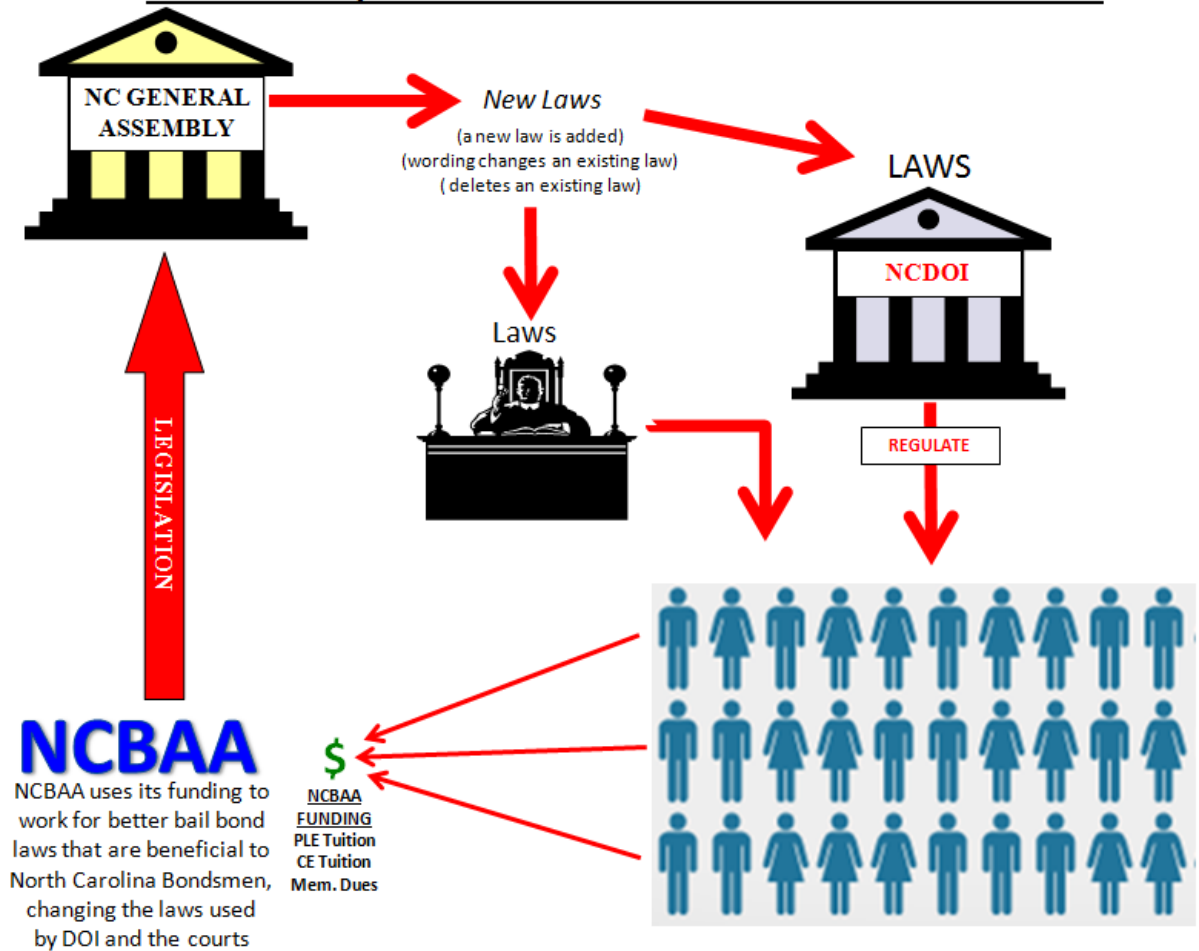 NC GENERAL
ASSEMBLY
New Laws
(a new law is added)
(wording changes an existing law)
( deletes an existing law)
LAWS
NCDOI
Laws
REGULATE
LEGISLATION
NCBAA
NCBAA uses its funding to
work for better bail bond
laws that are beneficial to
North Carolina Bondsmen,
changing the laws used
by DOI and the courts
$
NCBAA
FUNDING
PLE Tuition
CE Tuition
Mem. Dues